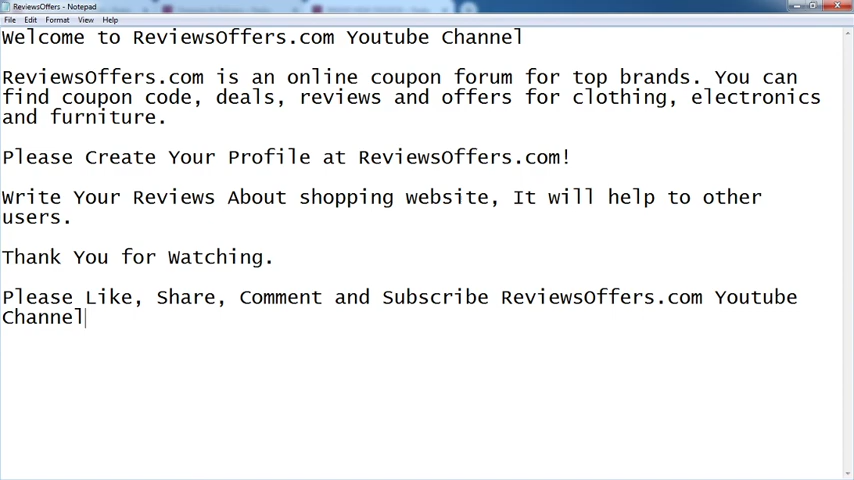 ReviewsOffers - Notepad
File Edit Format View Help
Welcome to ReviewsOffers.com Youtube Channel
ReviewsOffers.com is an online coupon forum for top brands. You can
find coupon code, deals, reviews and offers for clothing, electronics
and furniture.
Please Create Your Profile at ReviewsOffers.com!
Write Your Reviews About shopping website, It will help to other
users.
Thank You for Watching.
Please Like, Share, Comment and Subscribe ReviewsOffers.com Youtube
Channel